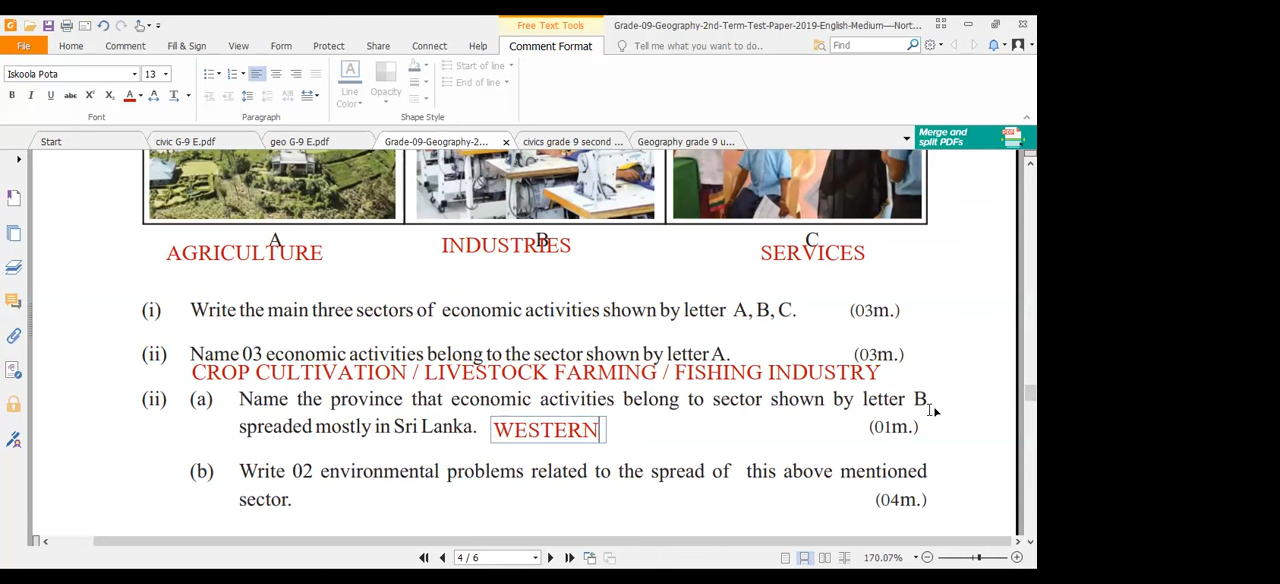 Free Text Tools
Grade-09-Geography-2nd-Term-Test-Paper-2019-English-Medium—Nort...
File Home Comment Fill & Sign View Form Protect Share Connect Help Comment Format Tell me what you want to do.. Find
Iskoola Pota 13
Line Color Opacity Start of line End of line
B I U abc X² X₂ A A T
Font Paragraph Shape Style
Start civic G-9 E.pdf geo G-9 E.pdf Grade-09-Geography-2... civics grade 9 second ... Geography grade 9 u... Merge and split PDFs
A B C
AGRICULTURE INDUSTRIES SERVICES
(i) Write the main three sectors of economic activities shown by letter A, B, C. (03m.)
(ii) Name 03 economic activities belong to the sector shown by letter A. (03m.)
CROP CULTIVATION / LIVESTOCK FARMING / FISHING INDUSTRY
(ii) (a) Name the province that economic activities belong to sector shown by letter B,
spreaded mostly in Sri Lanka. WESTERN (01m.)
(b) Write 02 environmental problems related to the spread of this above mentioned
sector. (04m.)
4 / 6 170.07%